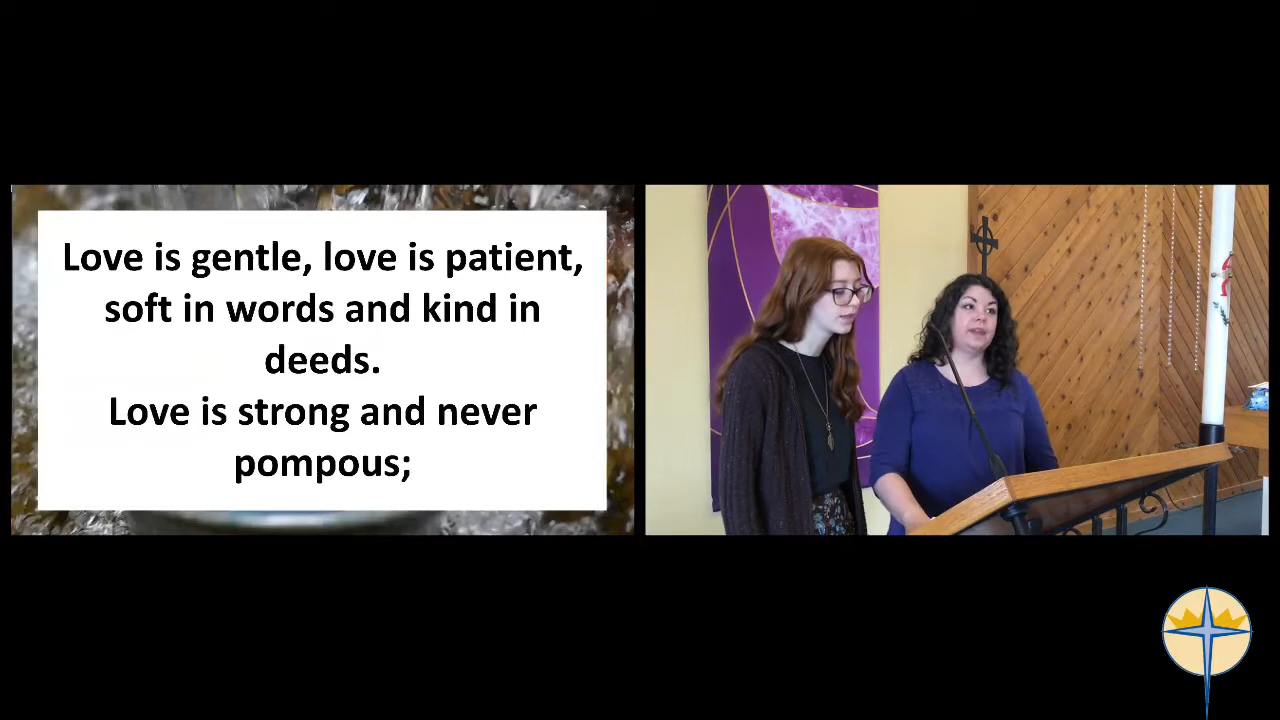 Love is gentle, love is patient,
soft in words and kind in
deeds.
Love is strong and never
pompous;